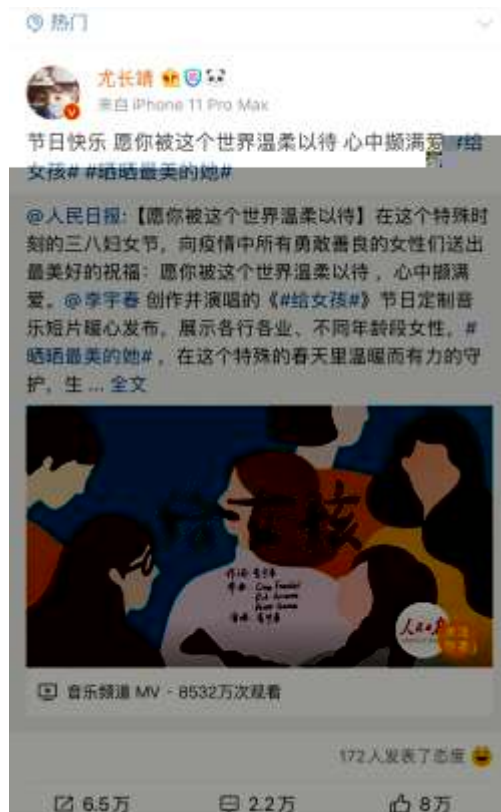 热门
尤长靖
来自 iPhone 11 Pro Max
节日快乐 愿你被这个世界温柔以待 心中撷满爱 #给
女孩# #晒晒最美的她#
@人民日报:【愿你被这个世界温柔以待】在这个特殊时
刻的三八妇女节，向疫情中所有勇敢善良的女性们送出
最美好的祝福：愿你被这个世界温柔以待，心中撷满
爱。@李宇春 创作并演唱的《#给女孩#》节日定制音
乐短片暖心发布，展示各行各业、不同年龄段女性，#
晒晒最美的她#，在这个特殊的春天里温暖而有力的守
护，生 ... 全文
给女孩
作词:李宇春
人民日报
音乐频道 MV - 8532万次观看
172人发表了态度
6.5万
2.2万
8万